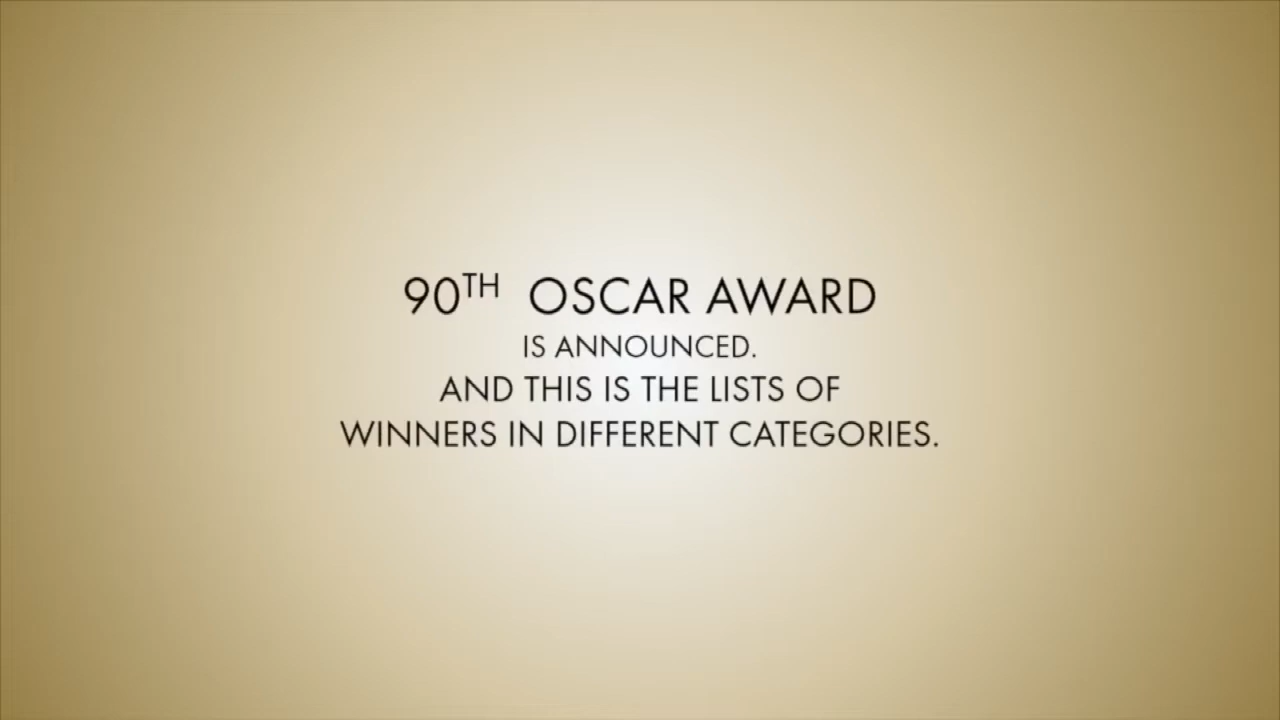 90TH OSCAR AWARD
IS ANNOUNCED.
AND THIS IS THE LISTS OF
WINNERS IN DIFFERENT CATEGORIES.